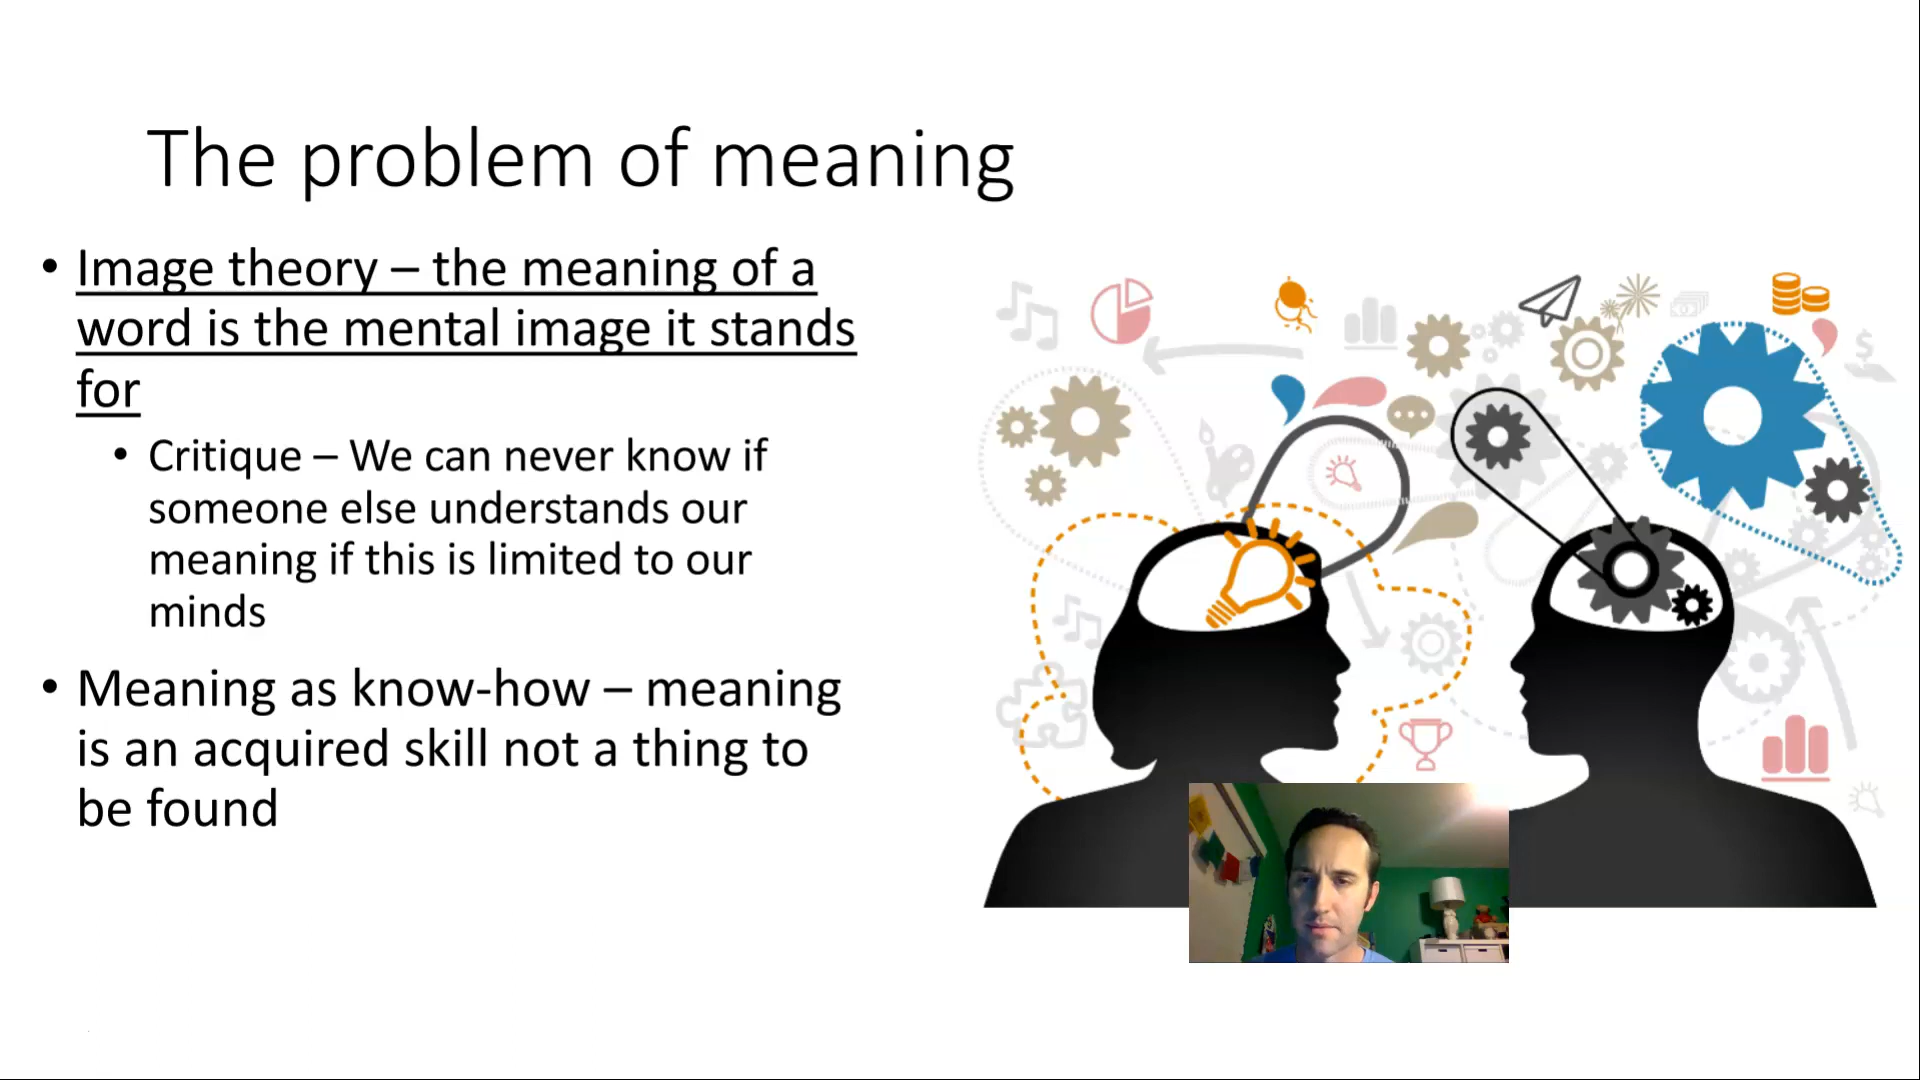 The problem of meaning
• Image theory – the meaning of a
word is the mental image it stands
for
• Critique – We can never know if
someone else understands our
meaning if this is limited to our
minds
• Meaning as know-how – meaning
is an acquired skill not a thing to
be found